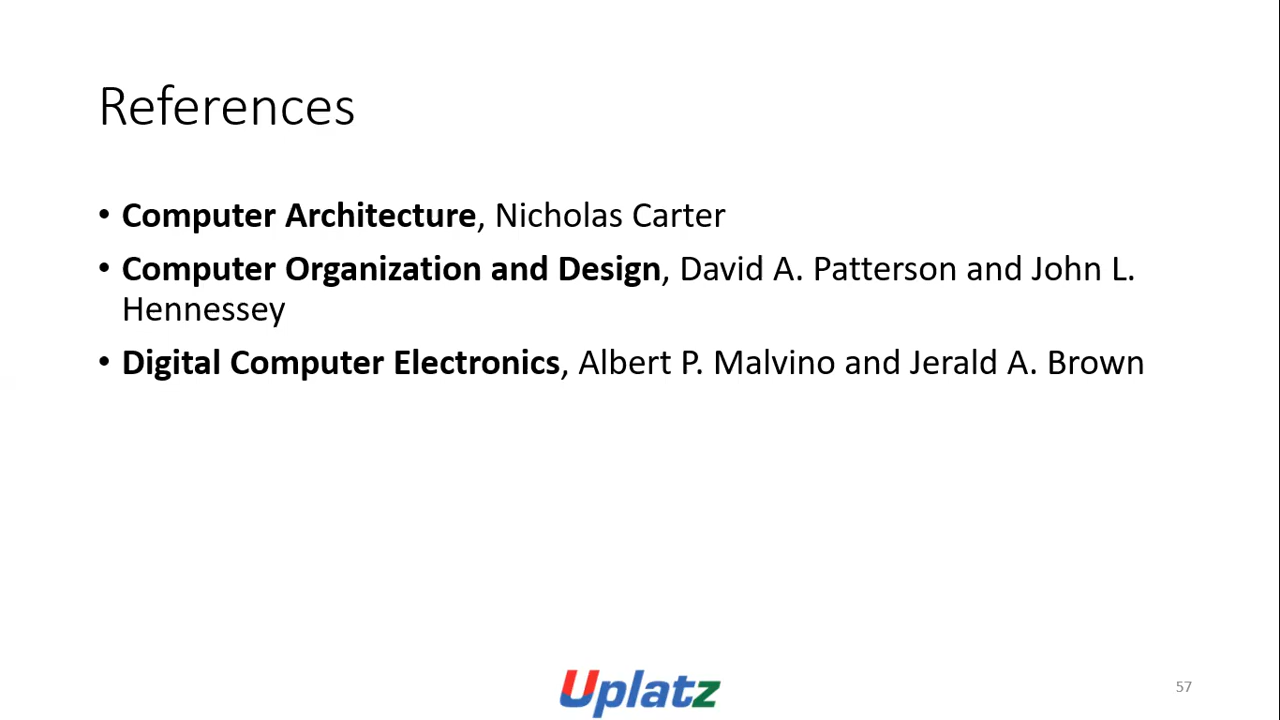 References
• Computer Architecture, Nicholas Carter
• Computer Organization and Design, David A. Patterson and John L.
Hennessey
• Digital Computer Electronics, Albert P. Malvino and Jerald A. Brown
Uplatz
57